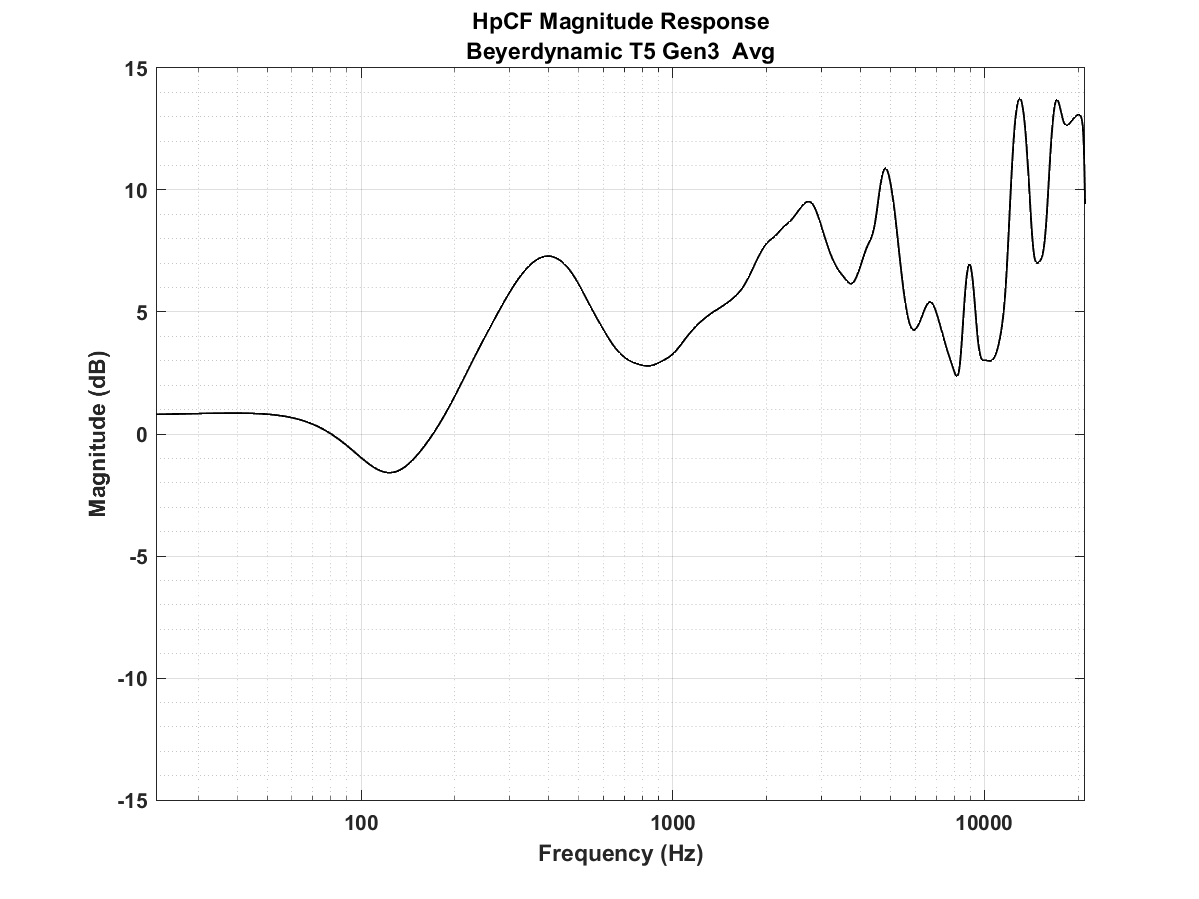 HpCF Magnitude Response
Beyerdynamic T5 Gen3  Avg
15
10
5
0
-5
-10
-15
Magnitude (dB)
100
1000
10000
Frequency (Hz)